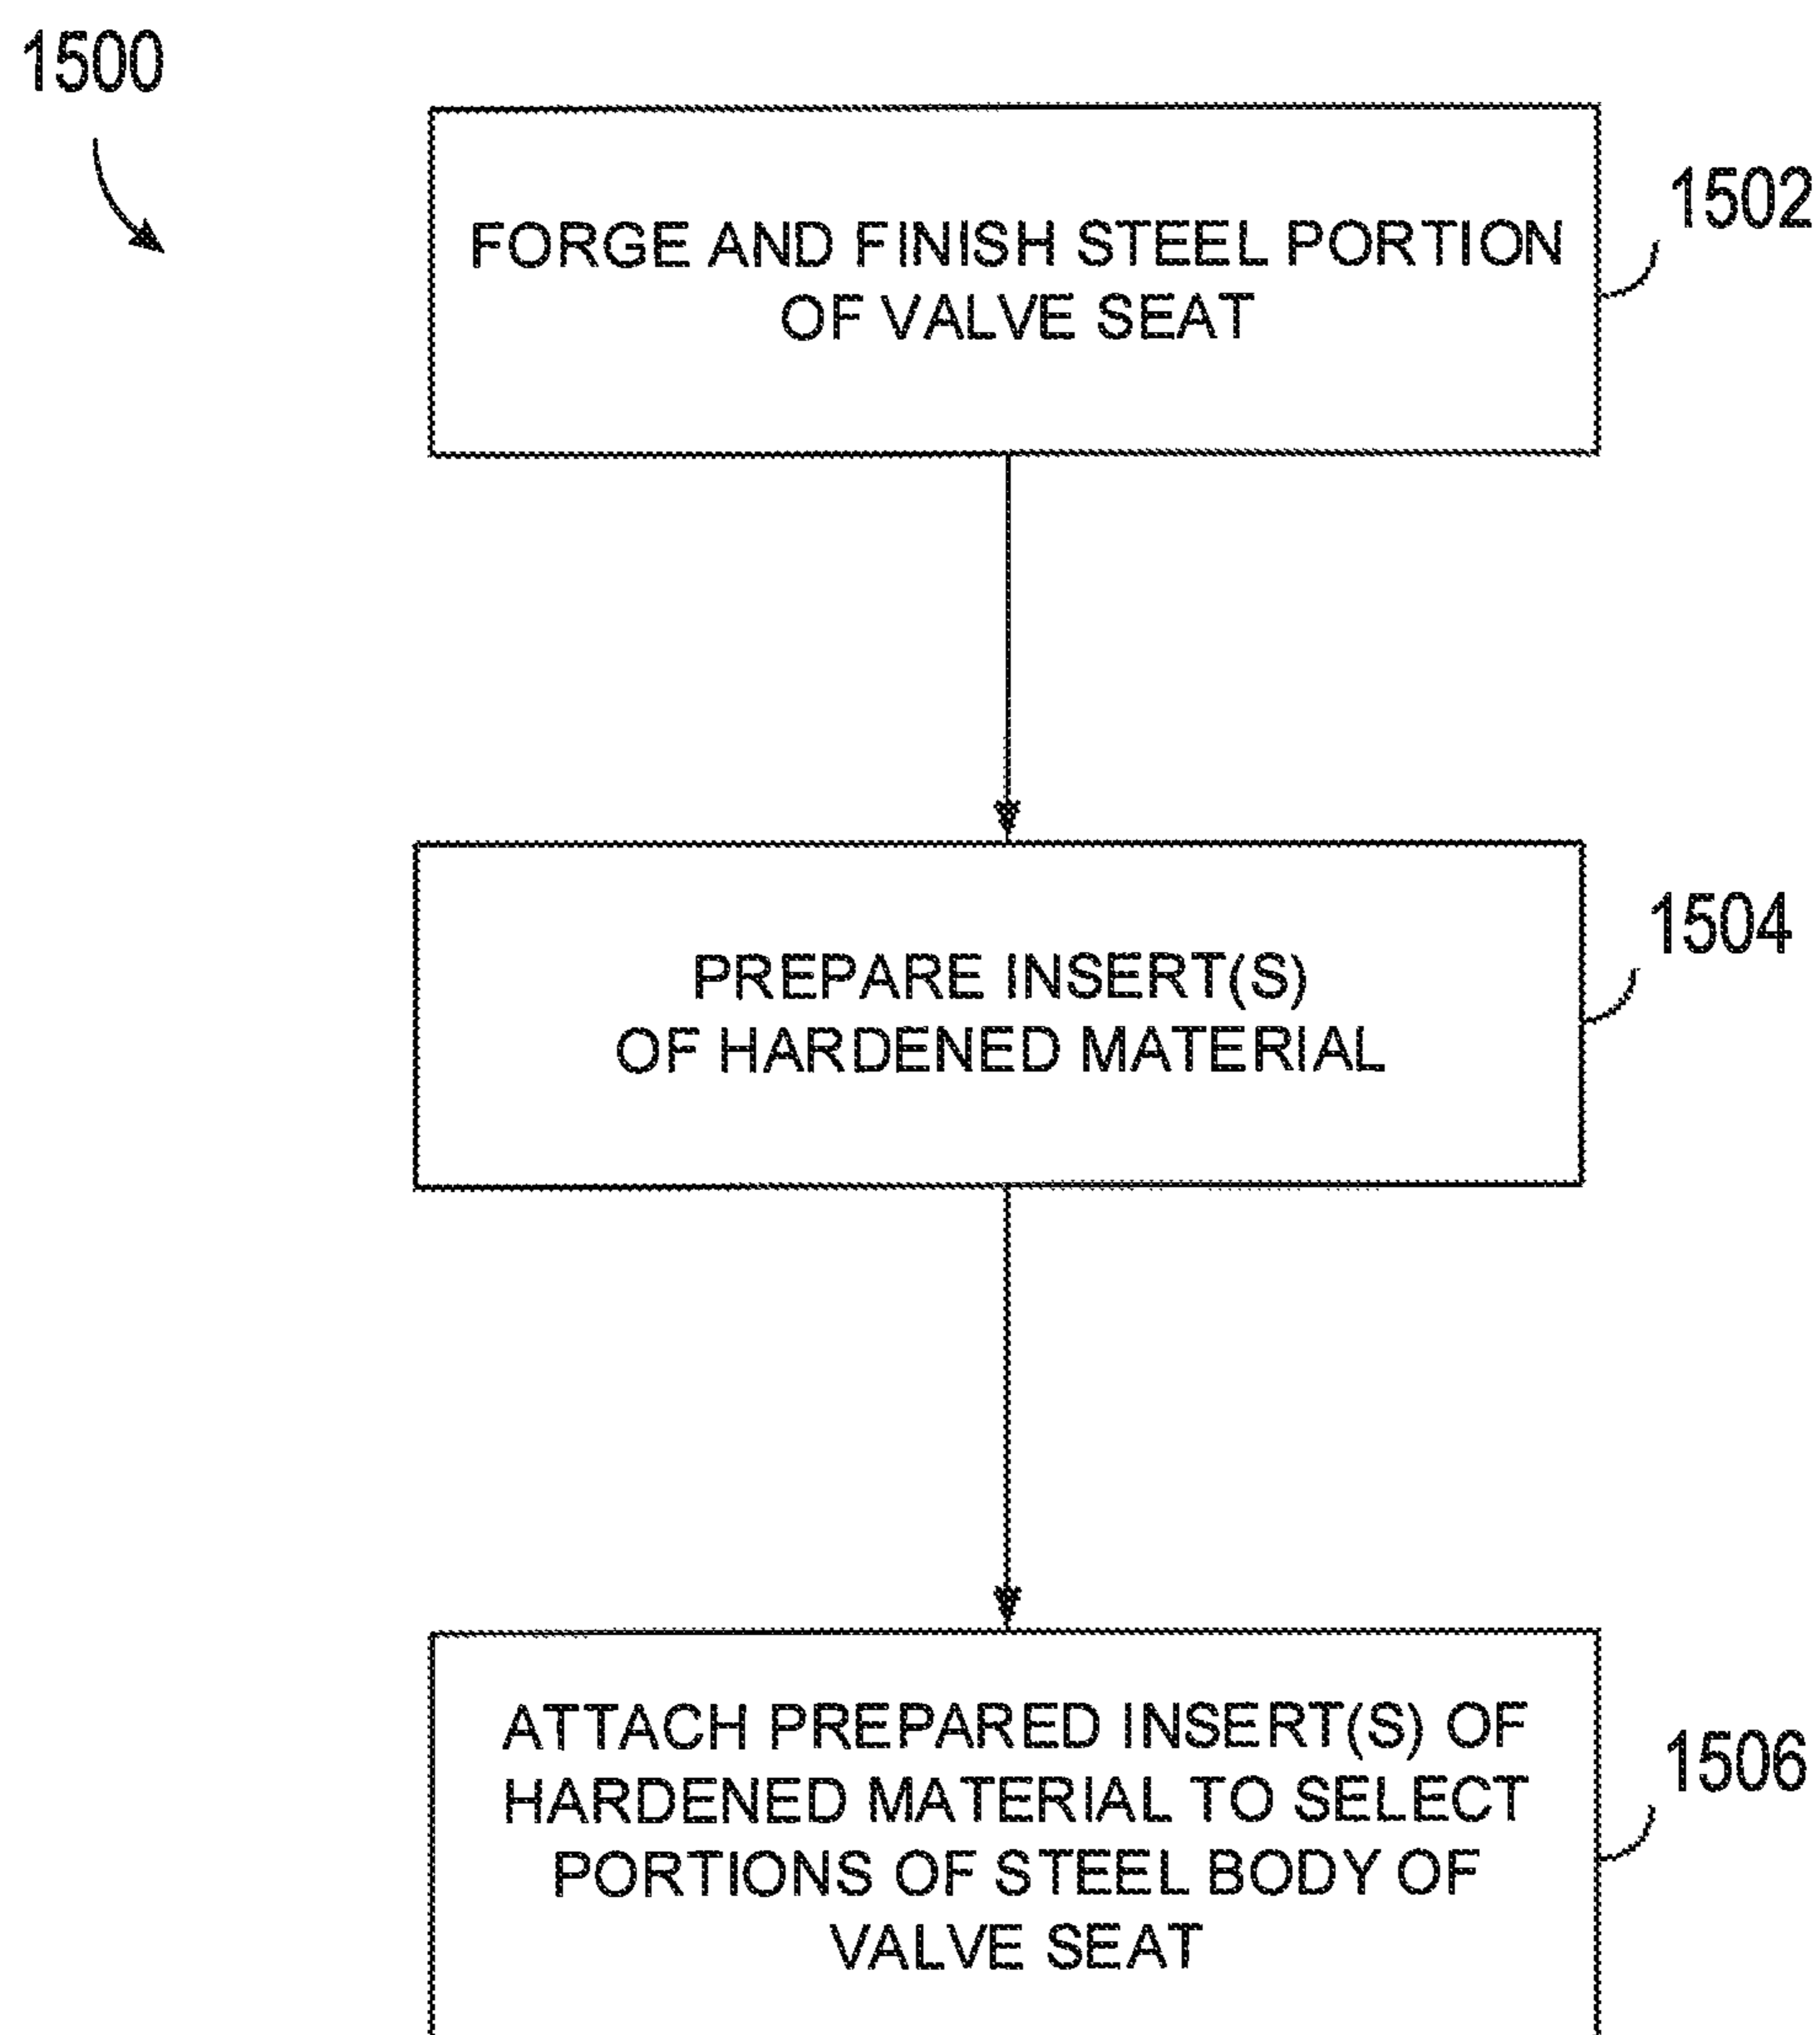 1500
FORGE AND FINISH STEEL PORTION
OF VALVE SEAT
1502
PREPARE INSERT(S)
OF HARDENED MATERIAL
1504
ATTACH PREPARED INSERT(S) OF
HARDENED MATERIAL TO SELECT
PORTIONS OF STEEL BODY OF
VALVE SEAT
1506